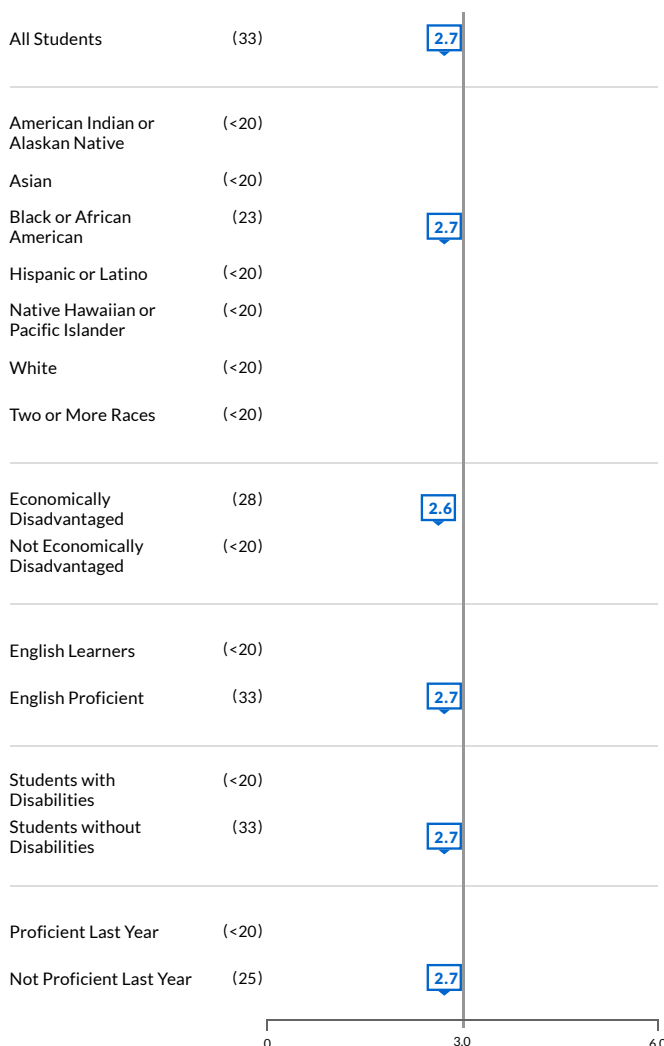 All Students (33) 2.7
American Indian or (<20)
Alaskan Native
Asian (<20)
Black or African (23) 2.7
American
Hispanic or Latino (<20)
Native Hawaiian or (<20)
Pacific Islander
White (<20)
Two or More Races (<20)
Economically (28) 2.6
Disadvantaged
Not Economically (<20)
Disadvantaged
English Learners (<20)
English Proficient (33) 2.7
Students with (<20)
Disabilities
Students without (33) 2.7
Disabilities
Proficient Last Year (<20)
Not Proficient Last Year (25) 2.7
0 3.0 6.0